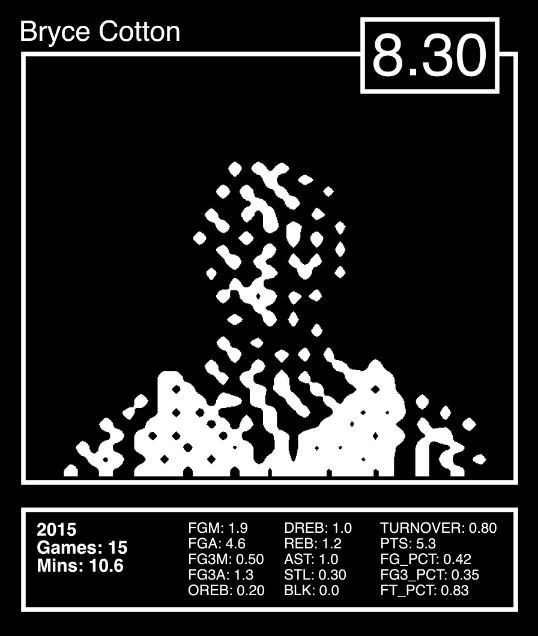 Bryce Cotton
8.30
2015
Games: 15
Mins: 10.6
FGM: 1.9
FGA: 4.6
FG3M: 0.50
FG3A: 1.3
OREB: 0.20
DREB: 1.0
REB: 1.2
AST: 1.0
STL: 0.30
BLK: 0.0
TURNOVER: 0.80
PTS: 5.3
FG_PCT: 0.42
FG3_PCT: 0.35
FT_PCT: 0.83